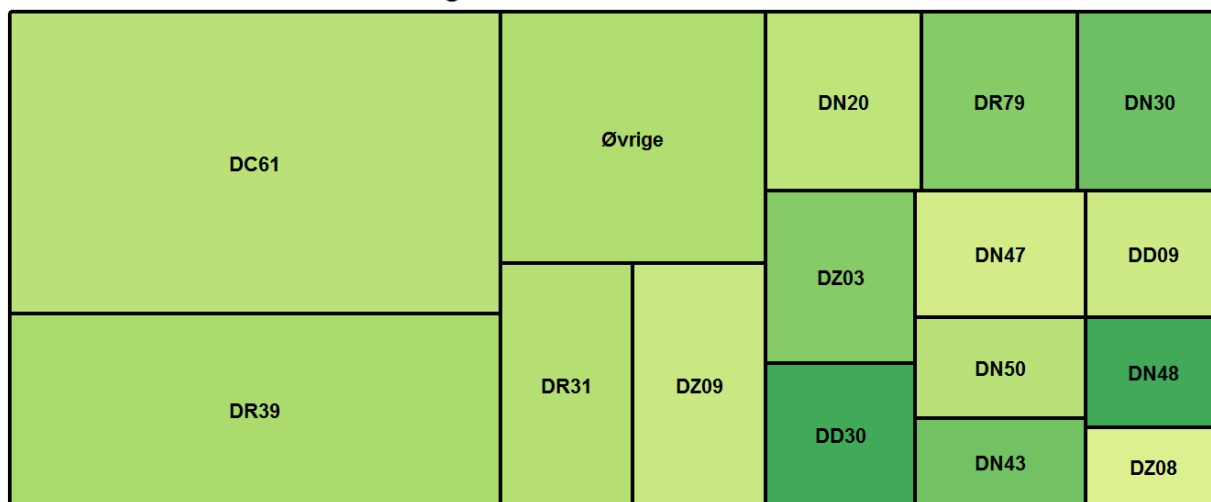 DC61
DR39
Øvrige
DR31
DZ09
DN20
DR79
DN30
DZ03
DD30
DN47
DD09
DN50
DN48
DN43
DZ08